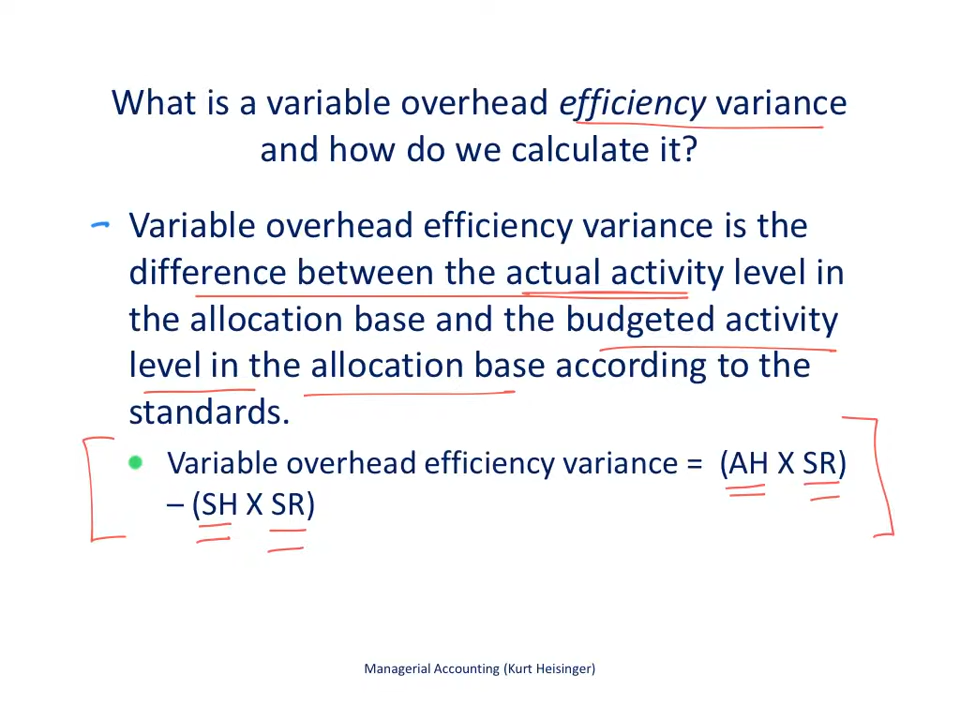 What is a variable overhead efficiency variance
and how do we calculate it?
– Variable overhead efficiency variance is the
difference between the actual activity level in
the allocation base and the budgeted activity
level in the allocation base according to the
standards.
• Variable overhead efficiency variance = (AH X SR)
– (SH X SR)
Managerial Accounting (Kurt Heisinger)